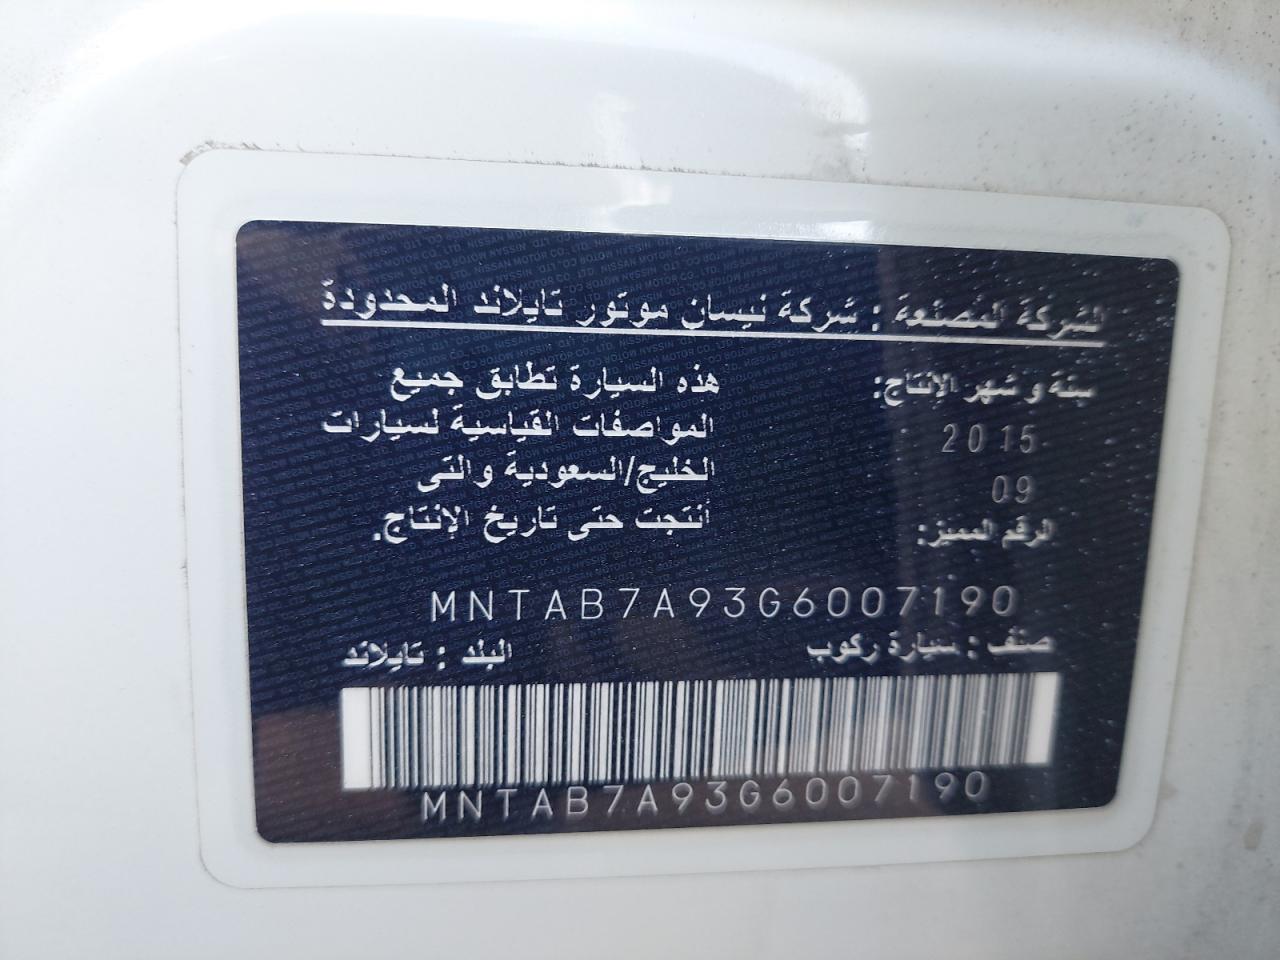 الشركة المصنعة : شركة نيسان موتور تايلاند المحدودة
سنة و شهر الإنتاج:
2015
09
هذه السيارة تطابق جميع
المواصفات القياسية لسيارات
الخليج/السعودية والتى
أنتجت حتى تاريخ الإنتاج.
الرقم المميز:
MNTAB7A93G6007190
صنف : سيارة ركوب
البلد : تايلاند
MNTAB7A93G6007190